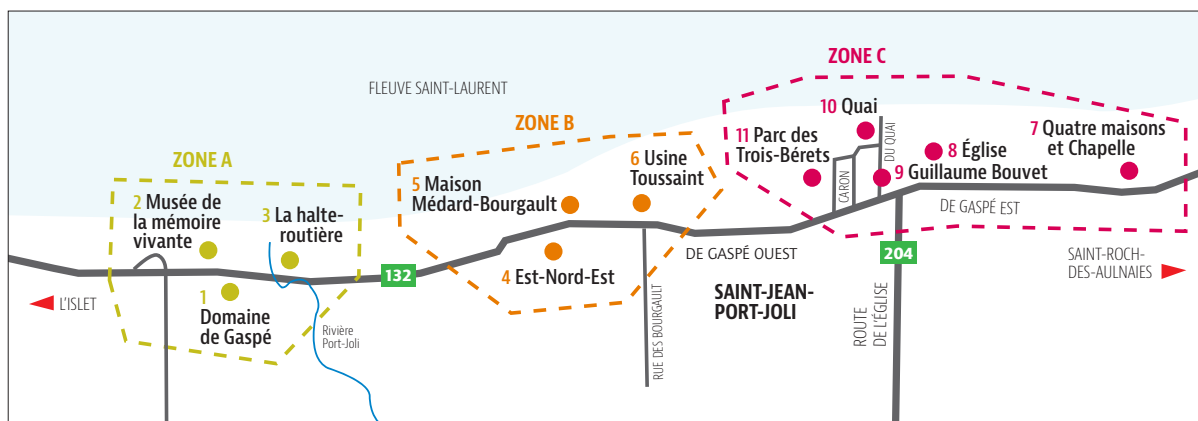 FLEUVE SAINT-LAURENT
ZONE A
2 Musée de
la mémoire
vivante
3 La halte-
routière
1
Domaine
de Gaspé
L'ISLET
Rivière
Port-Joli
132
ZONE B
5 Maison
Médard-Bourgault
6 Usine
Toussaint
4 Est-Nord-Est
RUE DES BOURGAULT
DE GASPÉ OUEST
SAINT-JEAN-
PORT-JOLI
ZONE C
10 Quai
11 Parc des
Trois-Bérets
CARON
DU QUAI
8 Église
9 Guillaume Bouvet
7 Quatre maisons
et Chapelle
DE GASPÉ EST
204
ROUTE
DE L'ÉGLISE
SAINT-ROCH-
DES-AULNAIES